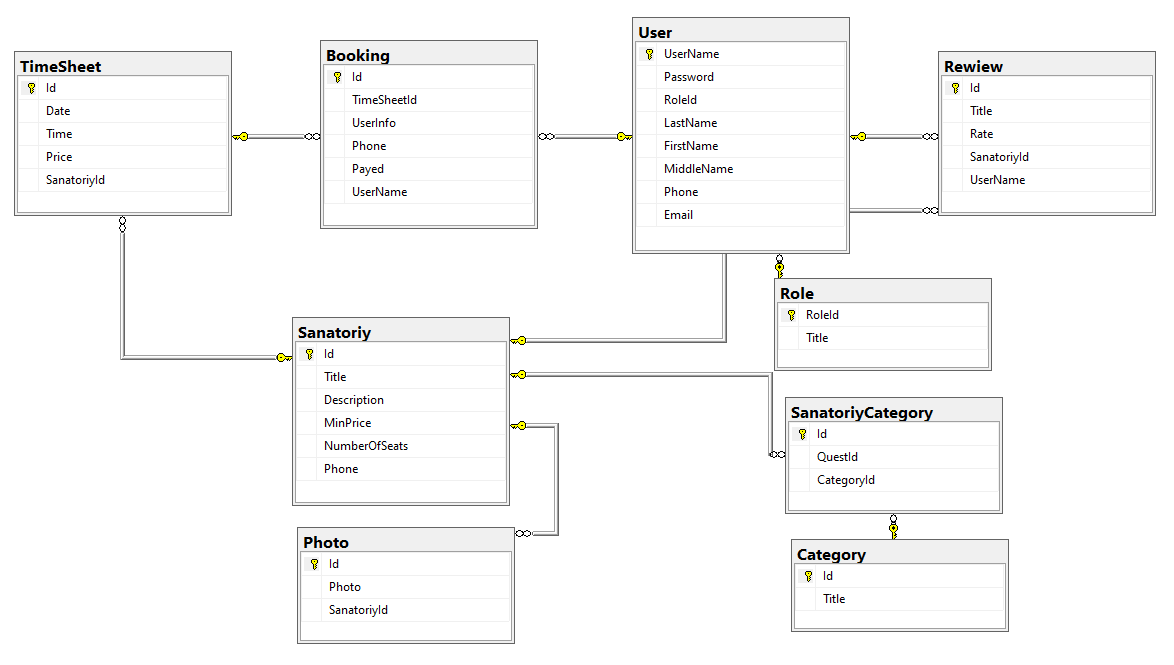 TimeSheet
Id
Date
Time
Price
SanatoriyId
Booking
Id
TimeSheetId
UserInfo
Phone
Payed
UserName
User
UserName
Password
RoleId
LastName
FirstName
MiddleName
Phone
Email
Rewiew
Id
Title
Rate
SanatoriyId
UserName
Role
RoleId
Title
Sanatoriy
Id
Title
Description
MinPrice
NumberOfSeats
Phone
SanatoriyCategory
Id
QuestId
CategoryId
Photo
Id
Photo
SanatoriyId
Category
Id
Title